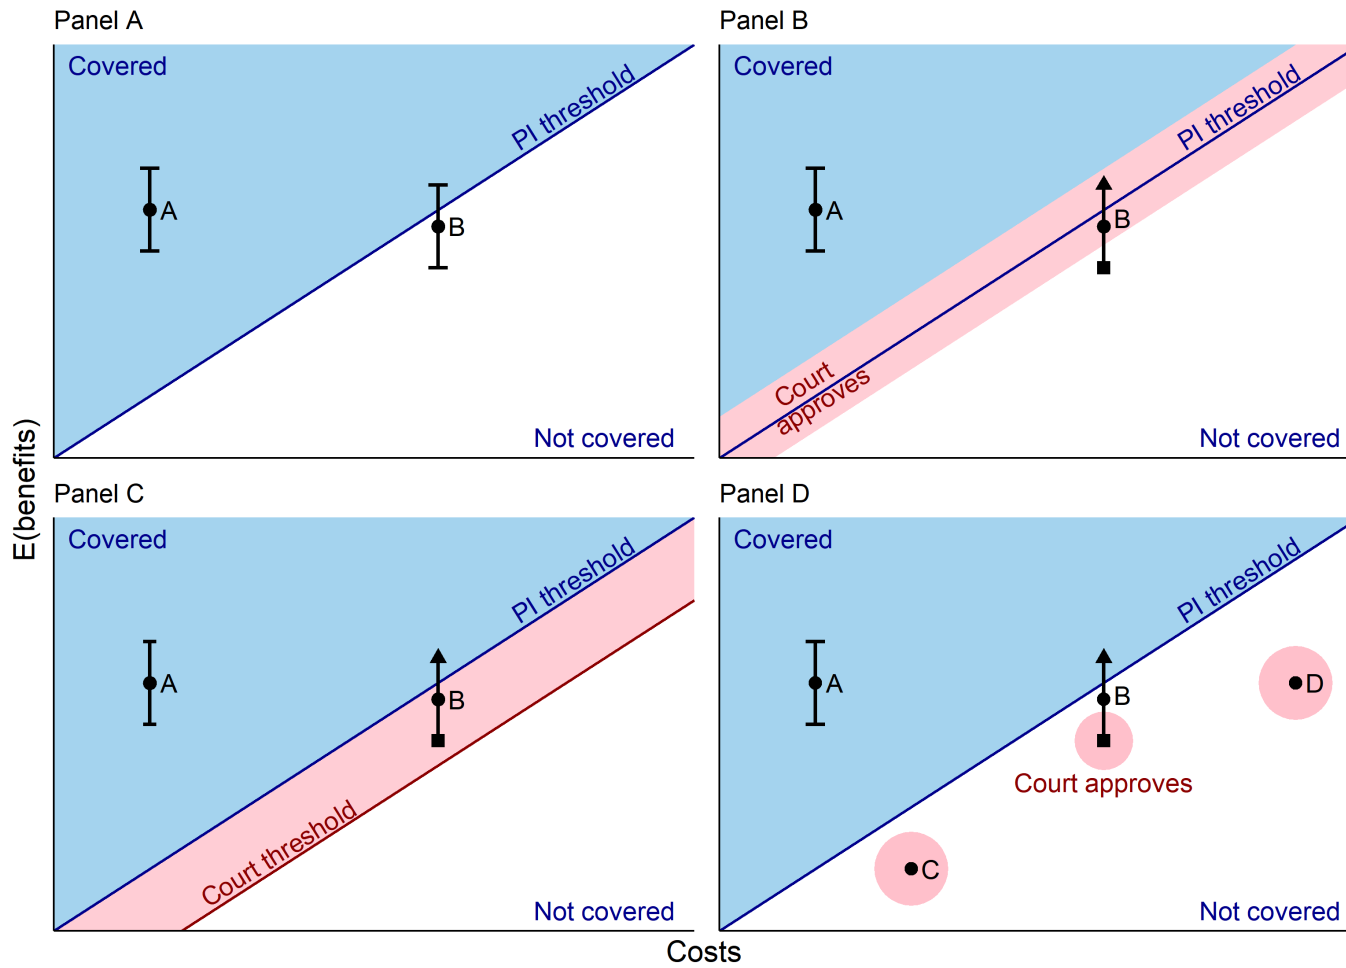 Panel A
Covered
PI threshold
A
B
Not covered
Panel B
Covered
PI threshold
A
B
Court
approves
Not covered
Panel C
Covered
PI threshold
A
B
Court threshold
Not covered
Panel D
Covered
PI threshold
A
B
D
Court approves
C
Not covered
E(benefits)
Costs